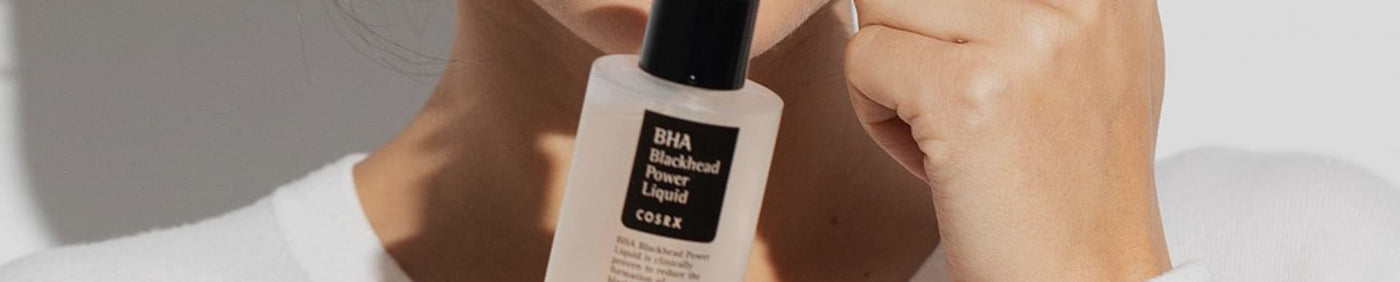 BHA
Blackhead
Power
Liquid
COSRX
BHA Blackhead Power
Liquid is clinically
proven to reduce the
formation of